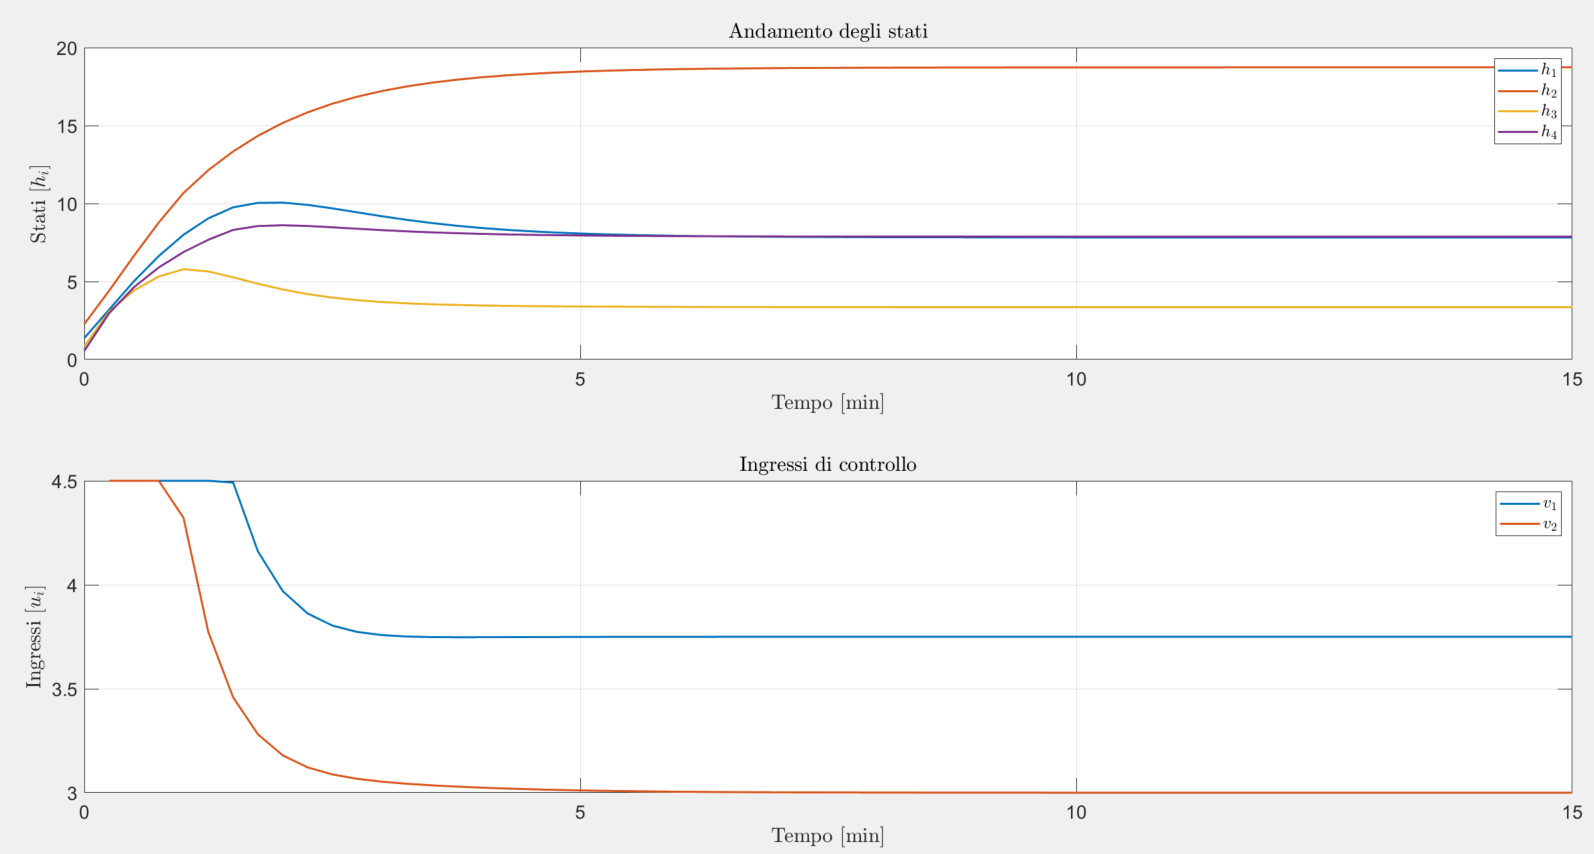 Andamento degli stati
20
15
10
5
0
Stati [h_i]
h_1
h_2
h_3
h_4
0 5 10 15
Tempo [min]
Ingressi di controllo
4.5
4
3.5
3
Ingressi [u_i]
v_1
v_2
0 5 10 15
Tempo [min]